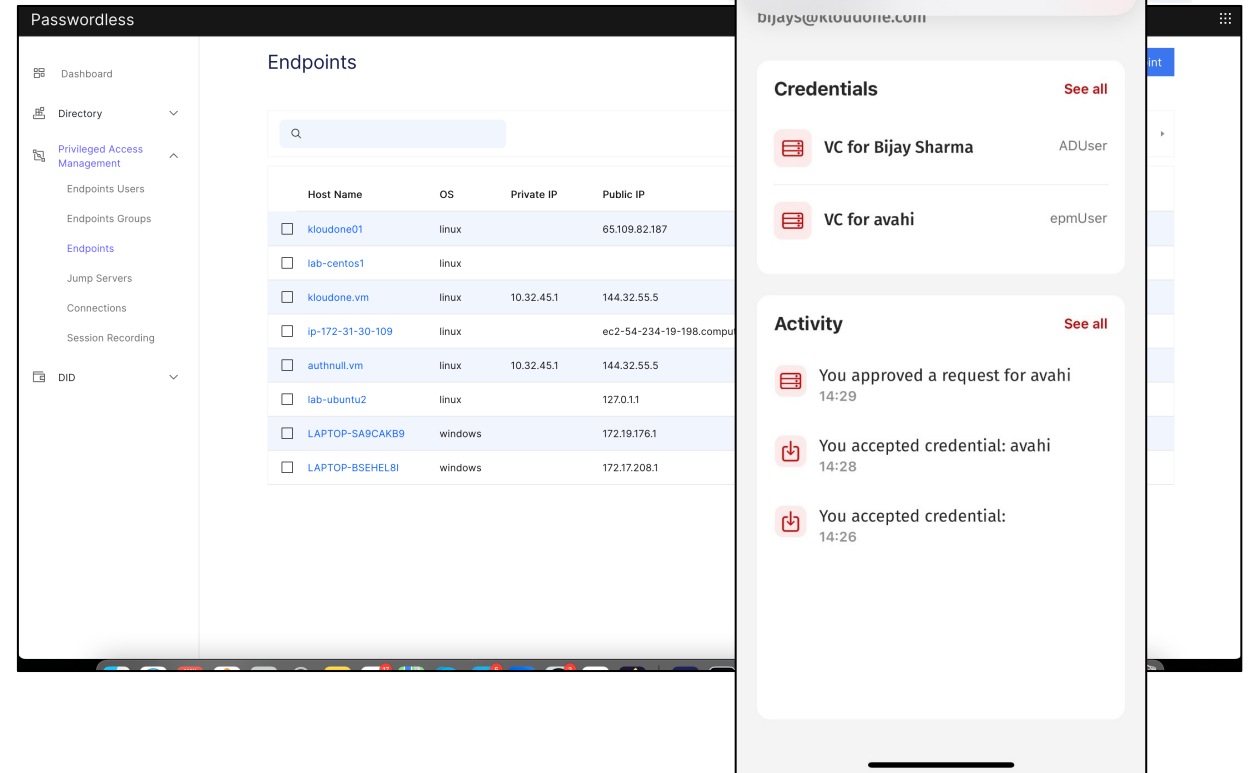 Passwordless
Dashboard
Directory
Privileged Access
Management
Endpoints Users
Endpoints Groups
Endpoints
Jump Servers
Connections
Session Recording
DID
Endpoints
int
Host Name OS Private IP Public IP
kloudone01 linux 65.109.82.187
lab-centos1 linux
kloudone.vm linux 10.32.45.1 144.32.55.5
ip-172-31-30-109 linux ec2-54-234-19-198.comput
authnull.vm linux 10.32.45.1 144.32.55.5
lab-ubuntu2 linux 127.0.1.1
LAPTOP-SA9CAKB9 windows 172.19.176.1
LAPTOP-BSEHEL8I windows 172.17.208.1
bijays@kloudone.com
Credentials See all
VC for Bijay Sharma ADUser
VC for avahi epmUser
Activity See all
You approved a request for avahi
14:29
You accepted credential: avahi
14:28
You accepted credential:
14:26